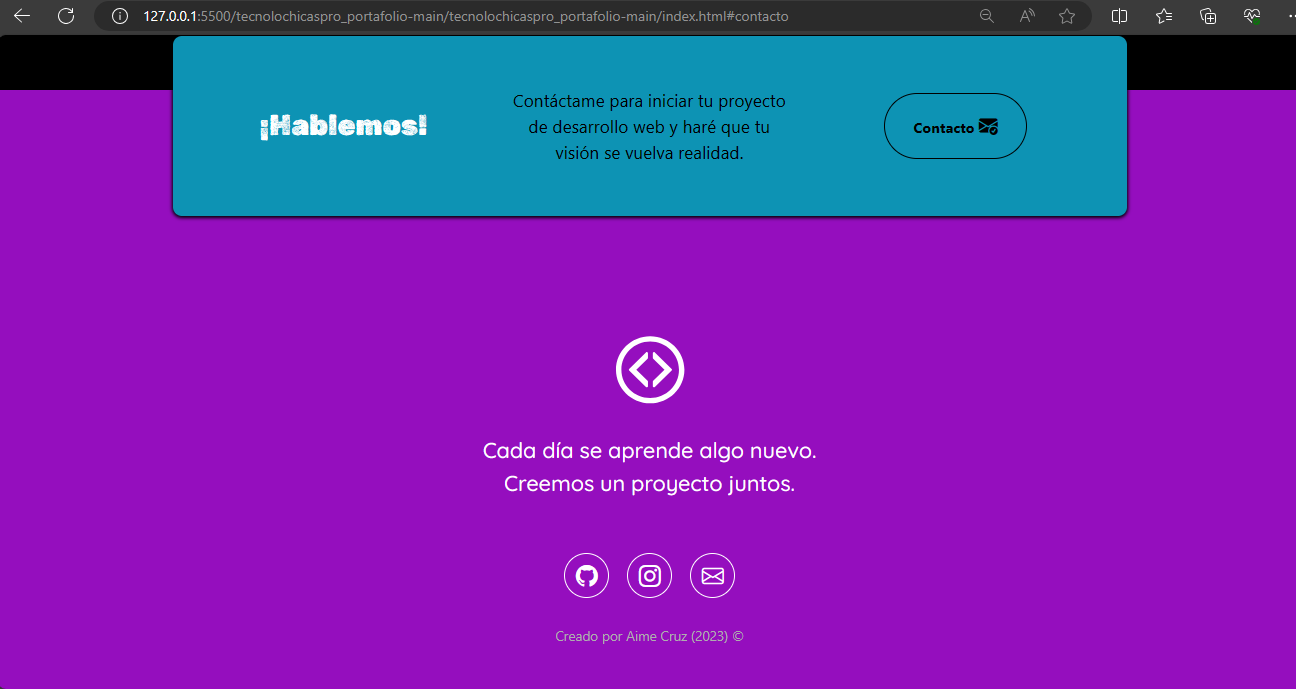 127.0.0.1:5500/tecnolochicaspro_portafolio-main/tecnolochicaspro_portafolio-main/index.html#contacto
¡Hablemos!
Contáctame para iniciar tu proyecto
de desarrollo web y haré que tu
visión se vuelva realidad.
Contacto
Cada día se aprende algo nuevo.
Creemos un proyecto juntos.
Creado por Aime Cruz (2023) ©